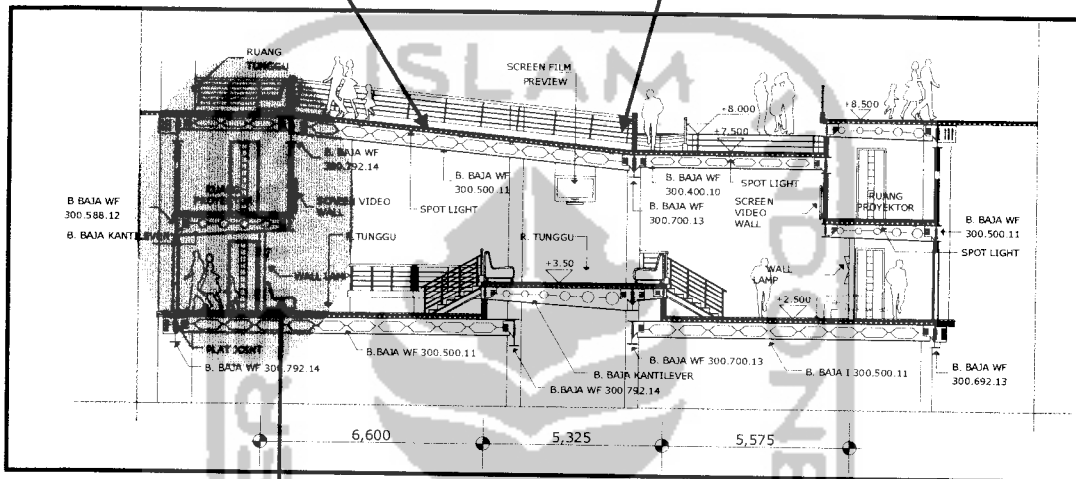 ISLAM
RUANG
TUNGGU
SCREEN FILM
PREVIEW
+8.000
+8.500
+7.500
B. BAJA WF
300.792.14
B. BAJA WF
300.500.11
B. BAJA WF
300.400.10
SPOT LIGHT
RUANG
PROYEKTOR
SCREEN VIDEO
WALL
SPOT LIGHT
B. BAJA WF
300.700.13
SCREEN
VIDEO
WALL
RUANG
PROYEKTOR
B BAJA WF
300.588.12
B. BAJA WF
300.500.11
B. BAJA KANTILEVER
R. TUNGGU
R. TUNGGU
SPOT LIGHT
WALL LAMP
+3.50
WALL
LAMP
+2.500
PLAT JOINT
B.BAJA WF 300.500.11
B. BAJA WF 300.700.13
B. BAJA WF 300.792.14
B. BAJA KANTILEVER
B. BAJA I 300.500.11
B. BAJA WF
300.692.13
B.BAJA WF 300.792.14
6,600
5,325
5,575